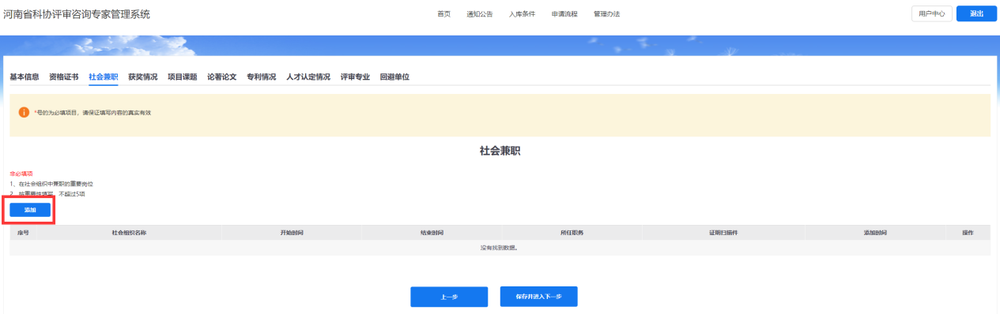 河南省科协评审咨询专家管理系统
首页 通知公告 入库条件 申请流程 管理办法
用户中心 退出
基本信息 资格证书 社会兼职 获奖情况 项目课题 论著论文 专利情况 人才认定情况 评审专业 回避单位
*号的为必填项目，请保证填写内容的真实有效
社会兼职
非必填项
1、在社会组织中兼职的重要岗位
2、按重要性填写，不超过5项
添加
序号 社会组织名称 开始时间 结束时间 所任职务 证明扫描件 添加时间 操作
没有找到数据。
上一步 保存并进入下一步